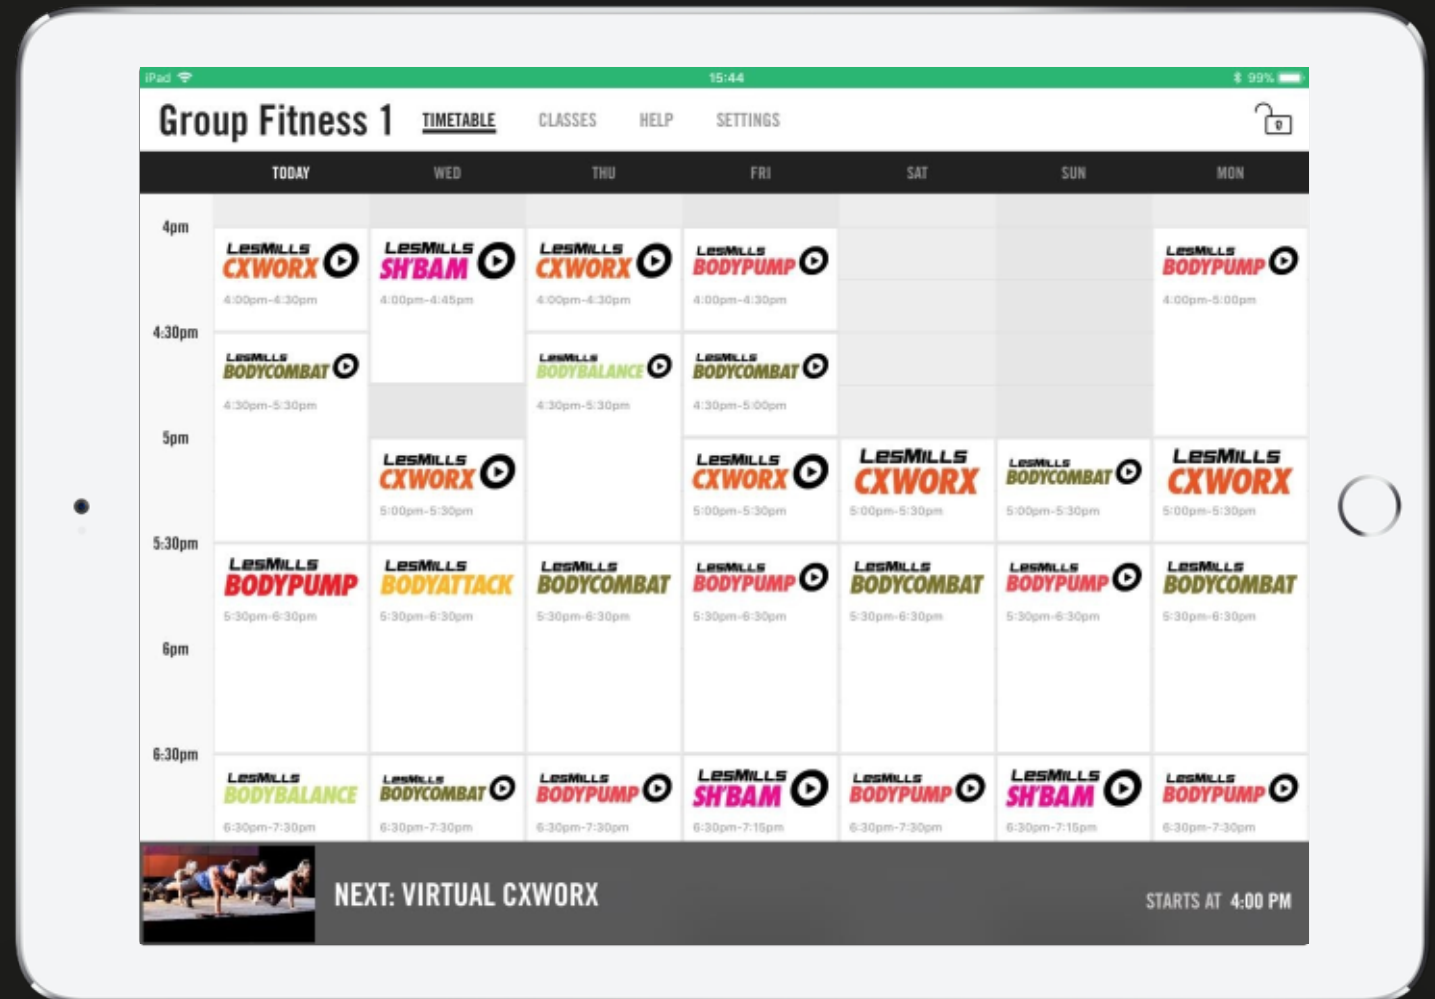 iPad 15:44 99%
Group Fitness 1 TIMETABLE CLASSES HELP SETTINGS
TODAY WED THU FRI SAT SUN MON
4pm
LESMILLS LESMILLS LESMILLS LESMILLS LESMILLS
CXWORX SH'BAM CXWORX BODYPUMP BODYPUMP
4:00pm-4:30pm 4:00pm-4:45pm 4:00pm-4:30pm 4:00pm-4:30pm 4:00pm-5:00pm
4:30pm
LESMILLS LESMILLS LESMILLS
BODYCOMBAT BODYBALANCE BODYCOMBAT
4:30pm-5:30pm 4:30pm-5:30pm 4:30pm-5:00pm
5pm
LESMILLS LESMILLS LESMILLS LESMILLS LESMILLS
CXWORX CXWORX CXWORX BODYCOMBAT CXWORX
5:00pm-5:30pm 5:00pm-5:30pm 5:00pm-5:30pm 5:00pm-5:30pm 5:00pm-5:30pm
5:30pm
LESMILLS LESMILLS LESMILLS LESMILLS LESMILLS LESMILLS LESMILLS
BODYPUMP BODYATTACK BODYCOMBAT BODYPUMP BODYCOMBAT BODYPUMP BODYCOMBAT
5:30pm-6:30pm 5:30pm-6:30pm 5:30pm-6:30pm 5:30pm-6:30pm 5:30pm-6:30pm 5:30pm-6:30pm 5:30pm-6:30pm
6pm
6:30pm
LESMILLS LESMILLS LESMILLS LESMILLS LESMILLS LESMILLS LESMILLS
BODYBALANCE BODYCOMBAT BODYPUMP SH'BAM BODYPUMP SH'BAM BODYPUMP
6:30pm-7:30pm 6:30pm-7:30pm 6:30pm-7:30pm 6:30pm-7:15pm 6:30pm-7:30pm 6:30pm-7:15pm 6:30pm-7:30pm
NEXT: VIRTUAL CXWORX
STARTS AT 4:00 PM